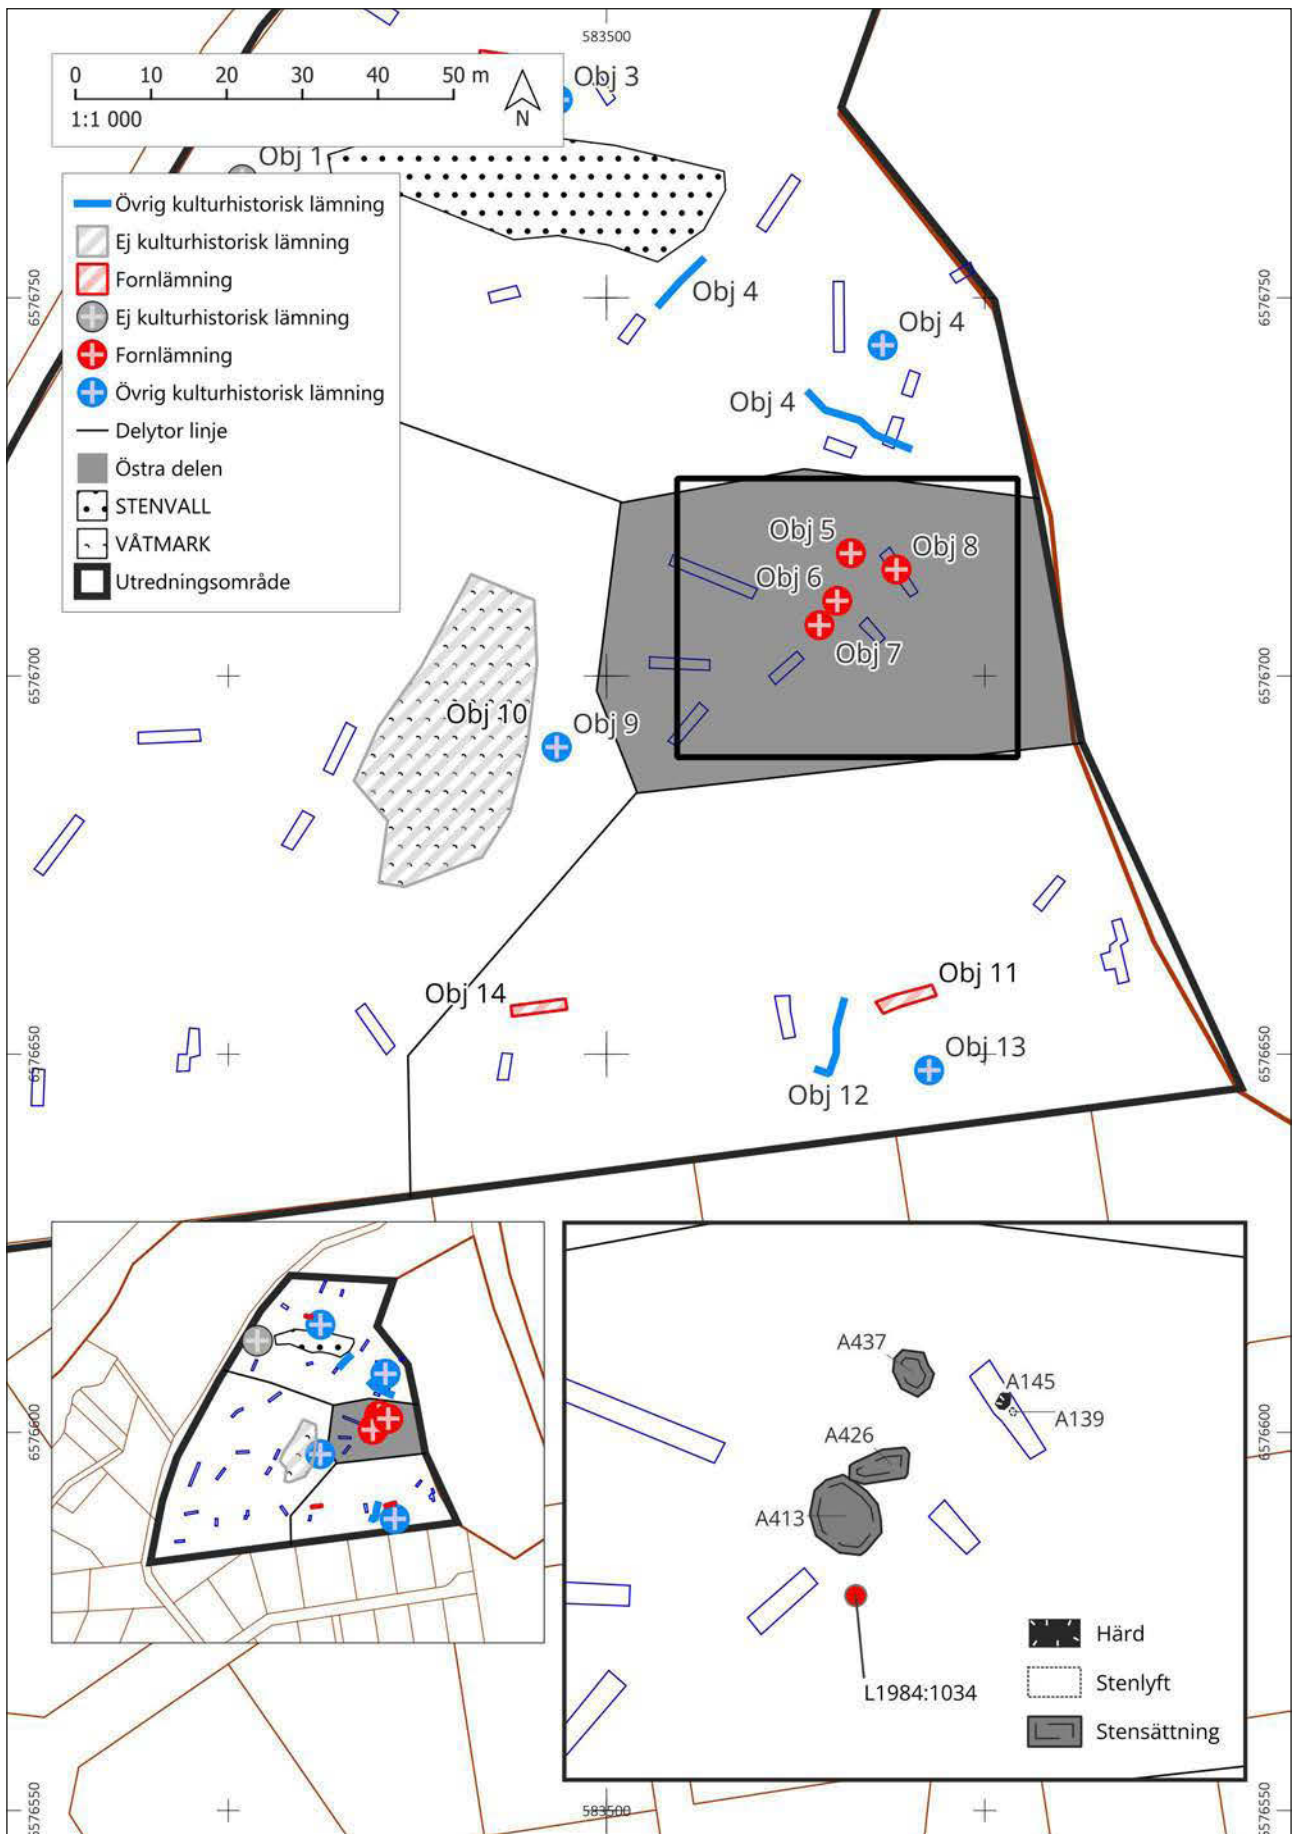 583500
0 10 20 30 40 50 m
1:1 000
N
Obj 3
Obj 1
Övrig kulturhistorisk lämning
Ej kulturhistorisk lämning
Fornlämning
Ej kulturhistorisk lämning
Fornlämning
Övrig kulturhistorisk lämning
Delytor linje
Östra delen
STENVALL
VÅTMARK
Utredningsområde
6576750
Obj 4
Obj 4
Obj 4
6576750
Obj 5
Obj 8
Obj 6
Obj 7
6576700
6576700
Obj 10
Obj 9
Obj 14
Obj 11
6576650
Obj 13
6576650
Obj 12
A437
A145
A139
A426
A413
6576600
6576600
L1984:1034
Härd
Stenlyft
Stensättning
6576550
583500
6576550